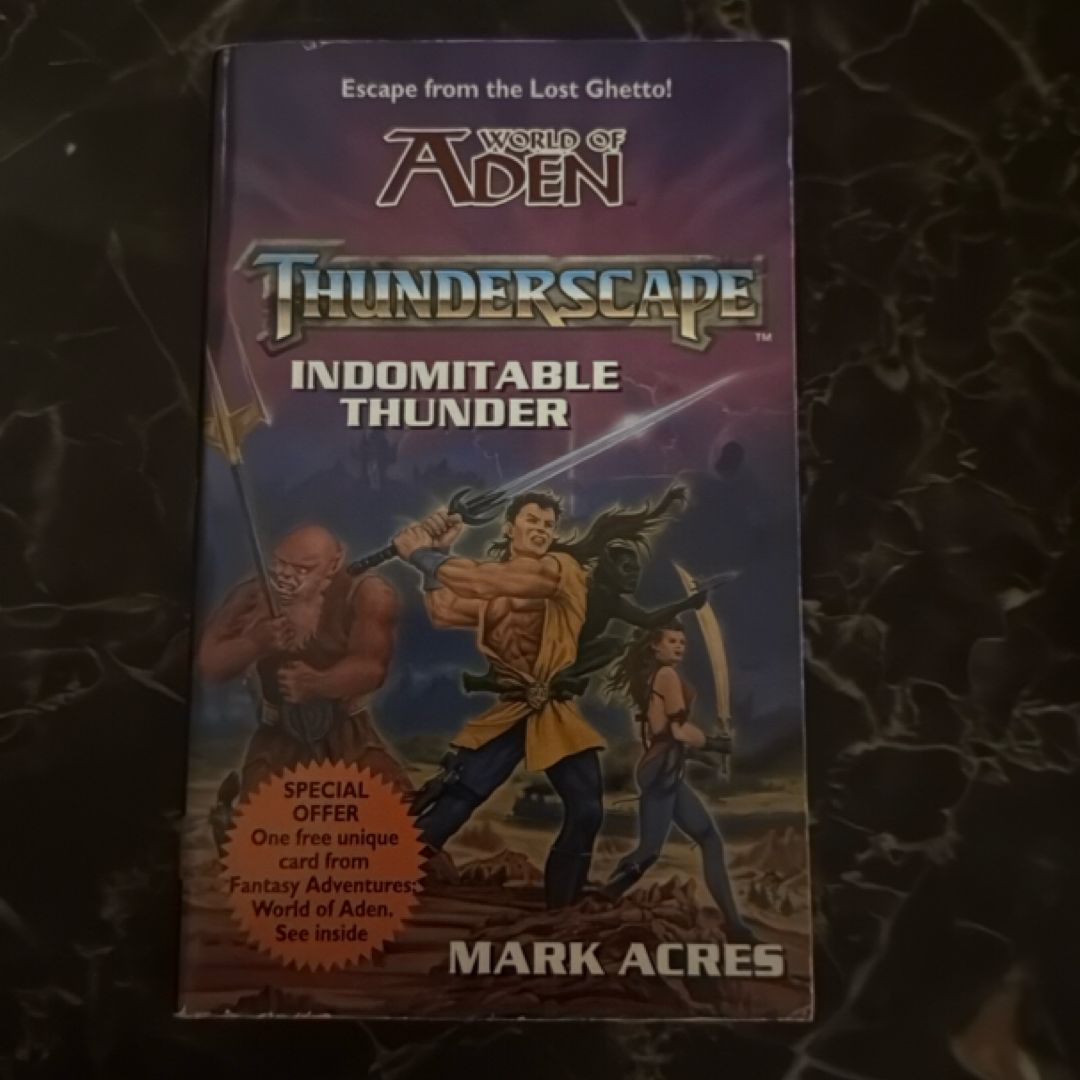 Escape from the Lost Ghetto!
WORLD OF
ADEN
THUNDERSCAPE
TM
INDOMITABLE
THUNDER
SPECIAL
OFFER
One free unique
card from
Fantasy Adventures:
World of Aden.
See inside
MARK ACRES